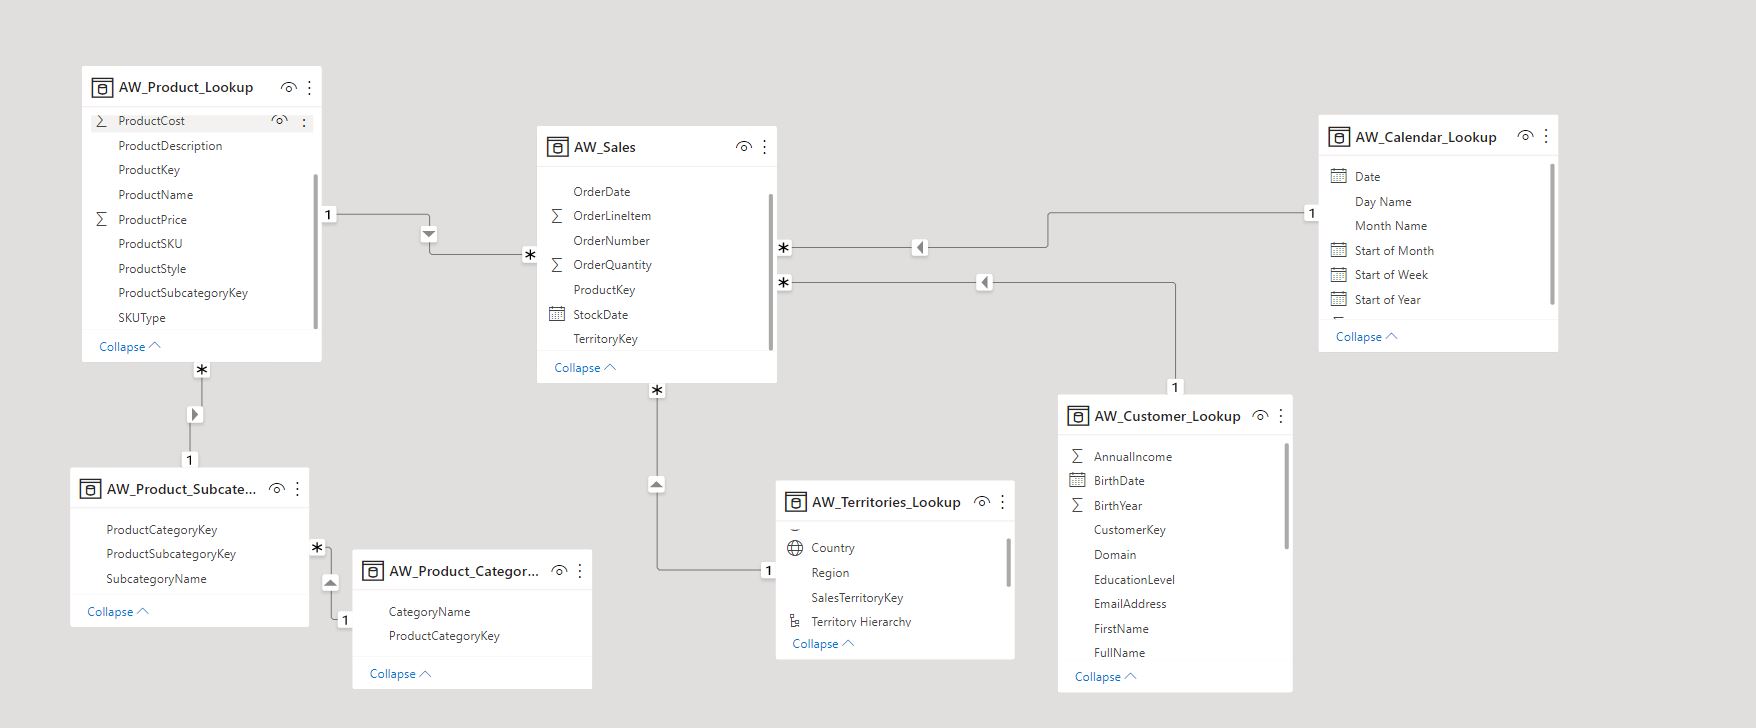 AW_Product_Lookup
ProductCost
ProductDescription
ProductKey
ProductName
ProductPrice
ProductSKU
ProductStyle
ProductSubcategoryKey
SKUType
Collapse
1
*
AW_Sales
OrderDate
OrderLineItem
OrderNumber
OrderQuantity
ProductKey
StockDate
TerritoryKey
Collapse
*
*
1
AW_Calendar_Lookup
Date
Day Name
Month Name
Start of Month
Start of Week
Start of Year
Collapse
*
1
*
1
AW_Product_Subcate...
ProductCategoryKey
ProductSubcategoryKey
SubcategoryName
Collapse
*
1
AW_Product_Categor...
CategoryName
ProductCategoryKey
Collapse
1
AW_Territories_Lookup
Country
Region
SalesTerritoryKey
Territory Hierarchy
Collapse
1
AW_Customer_Lookup
AnnualIncome
BirthDate
BirthYear
CustomerKey
Domain
EducationLevel
EmailAddress
FirstName
FullName
Collapse